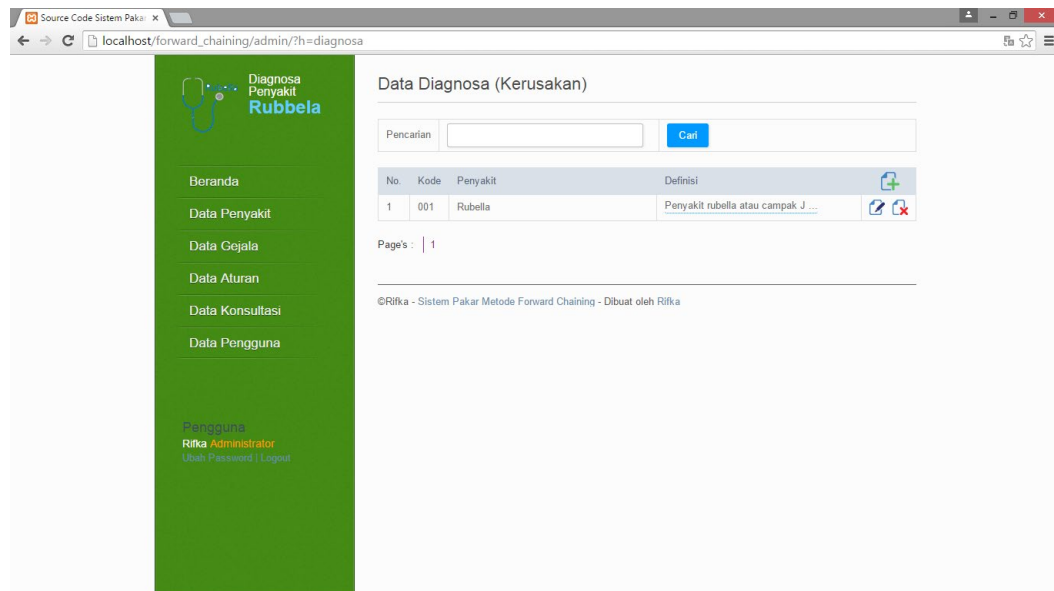 Source Code Sistem Pakar
localhost/forward_chaining/admin/?h=diagnosa
Diagnosa
Penyakit
Rubbela
Beranda
Data Penyakit
Data Gejala
Data Aturan
Data Konsultasi
Data Pengguna
Pengguna
Rifka Administrator
Ubah Password | Logout
Data Diagnosa (Kerusakan)
Pencarian Cari
No. Kode Penyakit Definisi
1 001 Rubella Penyakit rubella atau campak J ...
Page's : 1
©Rifka - Sistem Pakar Metode Forward Chaining - Dibuat oleh Rifka